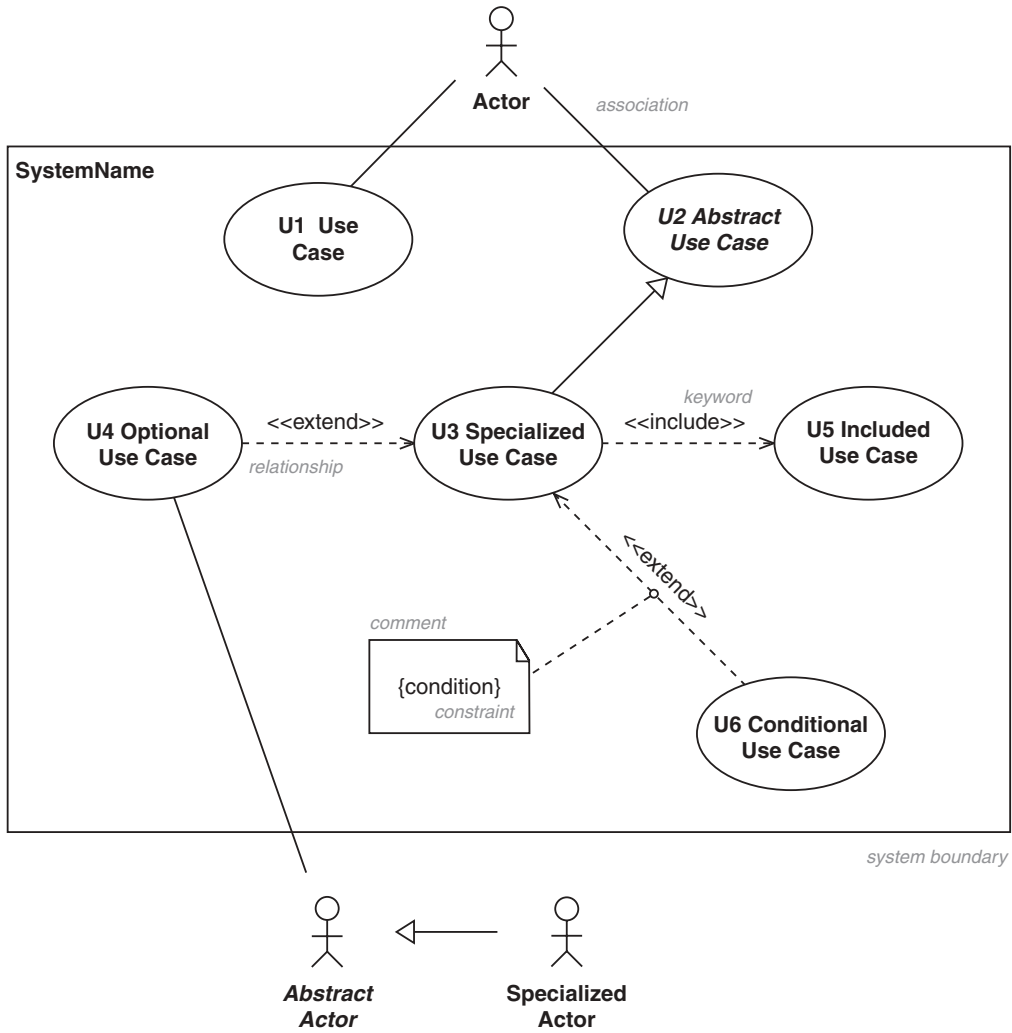 Actor
association
SystemName
U1 Use
Case
U2 Abstract
Use Case
U4 Optional
Use Case
<<extend>>
relationship
U3 Specialized
Use Case
keyword
<<include>>
U5 Included
Use Case
<<extend>>
comment
{condition}
constraint
U6 Conditional
Use Case
system boundary
Abstract
Actor
Specialized
Actor